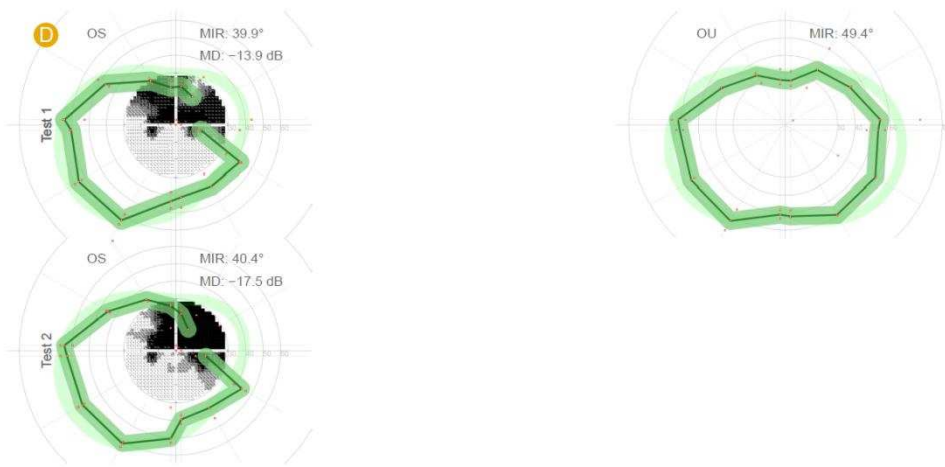 D
OS
MIR: 39.9°
MD: −13.9 dB
Test 1
OU
MIR: 49.4°
OS
MIR: 40.4°
MD: −17.5 dB
Test 2